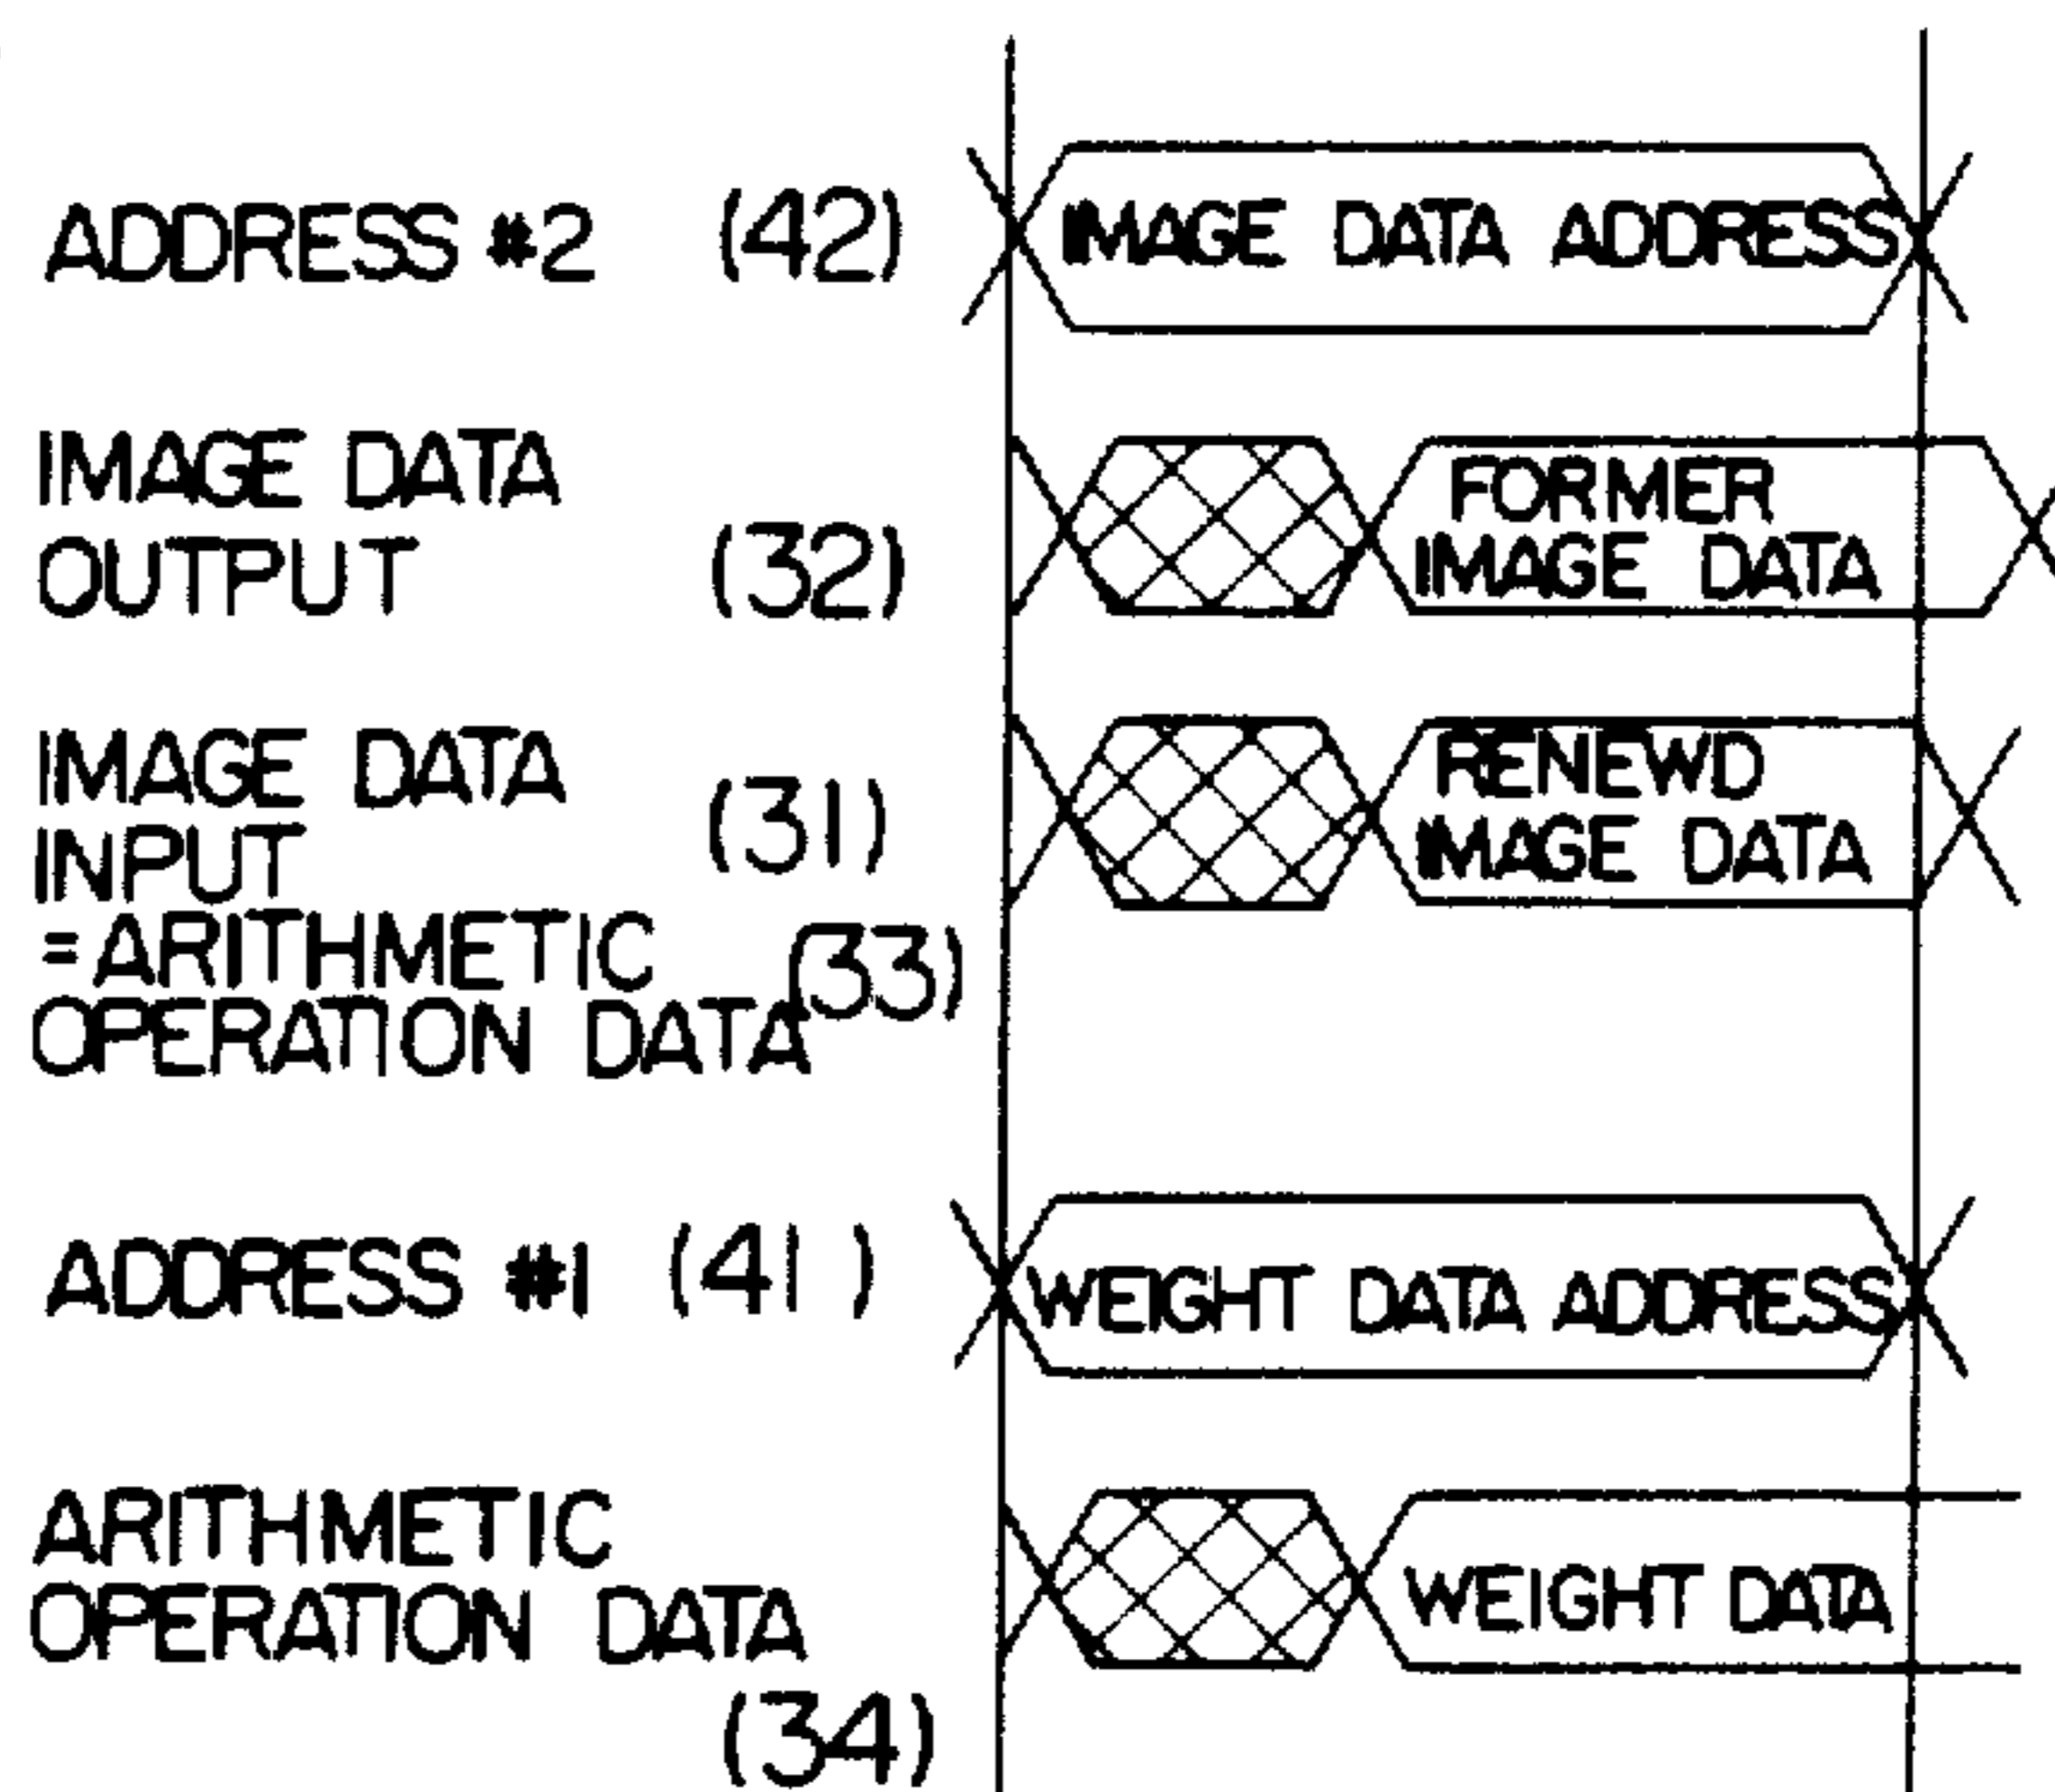 ADDRESS #2 (42) IMAGE DATA ADDRESS
IMAGE DATA
OUTPUT (32)
FORMER
IMAGE DATA
IMAGE DATA
INPUT (31)
=ARITHMETIC (33)
OPERATION DATA
RENEWD
IMAGE DATA
ADDRESS #1 (41) WEIGHT DATA ADDRESS
ARITHMETIC
OPERATION DATA
(34)
WEIGHT DATA